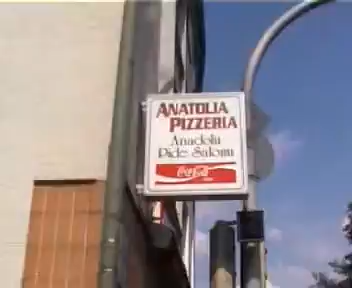 ANATOLIA
PIZZERIA
Anadolu
Pide Salonu
Coca-Cola